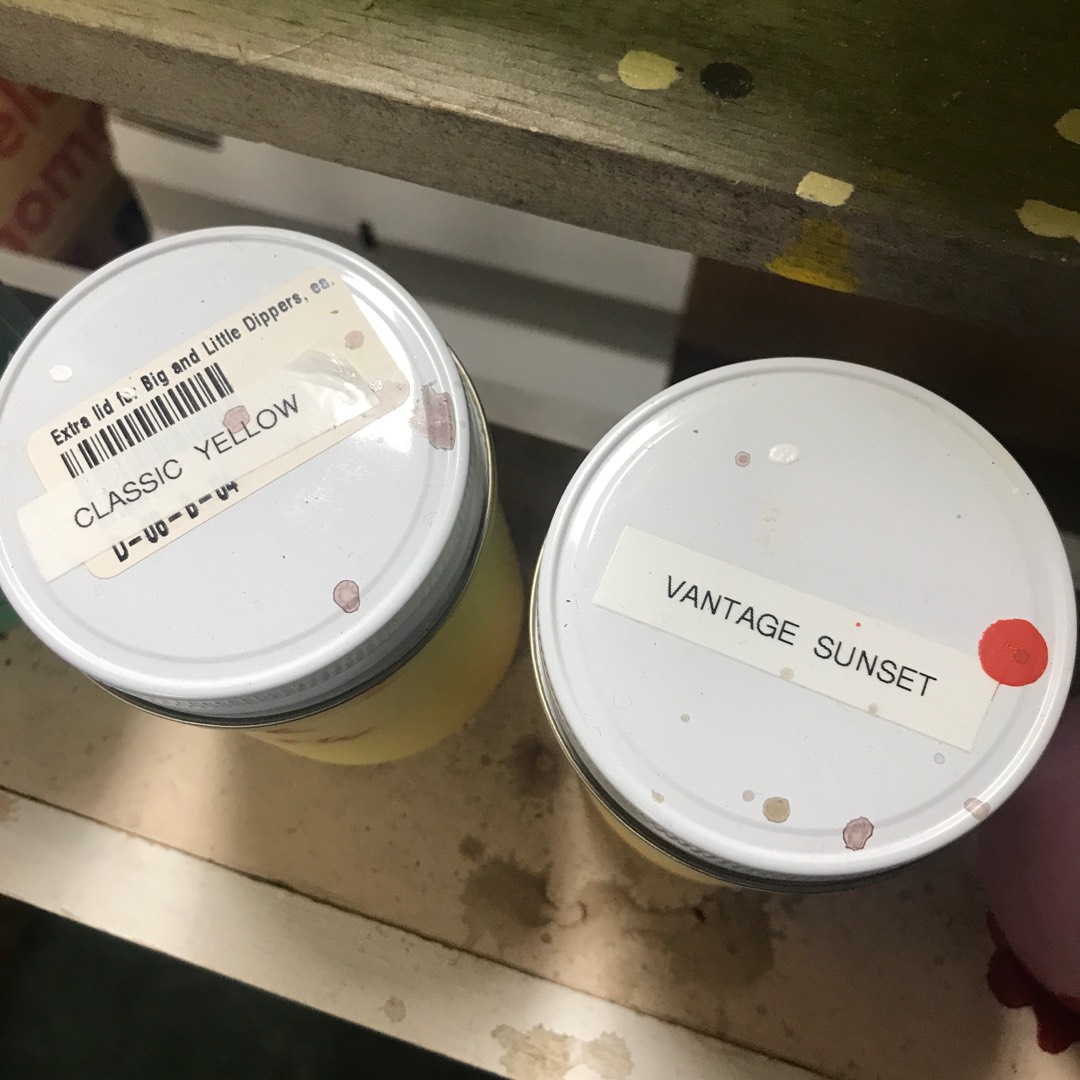 Extra lid for Big and Little Dippers, ea.
CLASSIC YELLOW
VANTAGE SUNSET